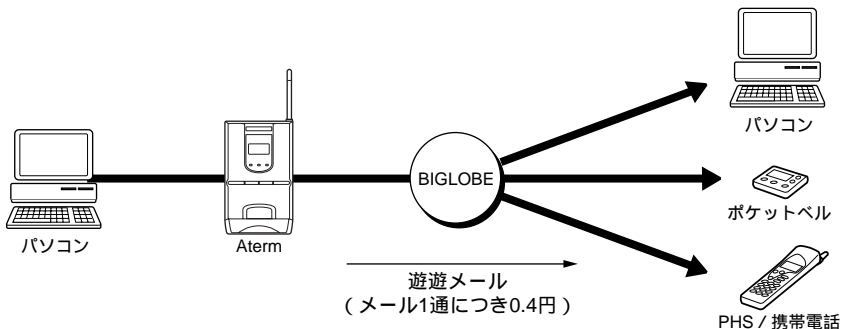 パソコン
Aterm
BIGLOBE
遊遊メール
(メール1通につき0.4円)
パソコン
ポケットベル
PHS / 携帯電話